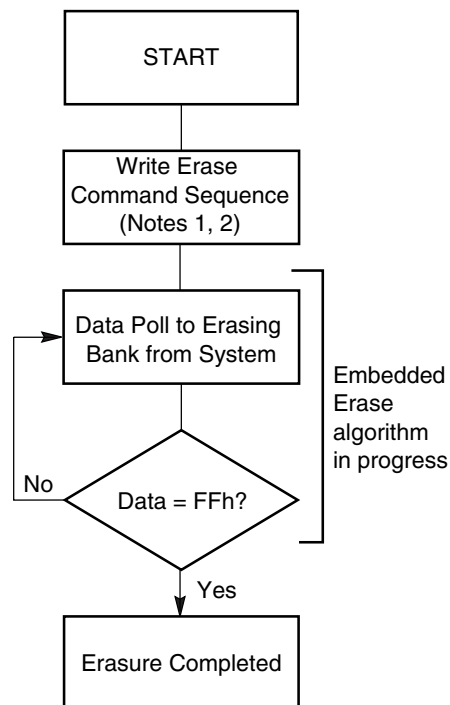 START
Write Erase
Command Sequence
(Notes 1, 2)
Data Poll to Erasing
Bank from System
Embedded
Erase
algorithm
in progress
No
Data = FFh?
Yes
Erasure Completed